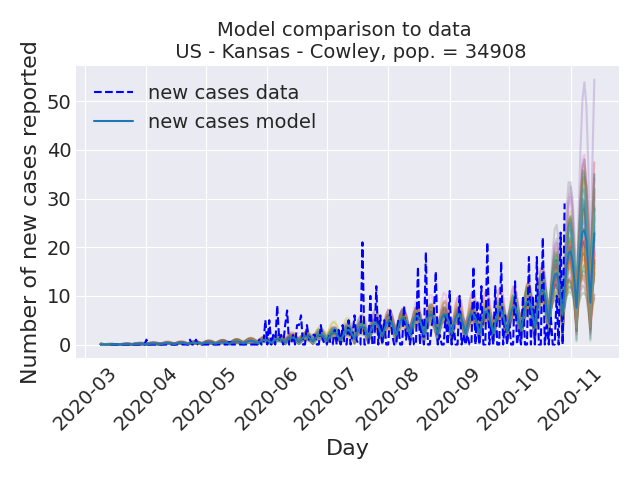 Model comparison to data
US - Kansas - Cowley, pop. = 34908
Number of new cases reported
new cases data
new cases model
50
40
30
20
10
0
2020-03
2020-04
2020-05
2020-06
2020-07
2020-08
2020-09
2020-10
2020-11
Day